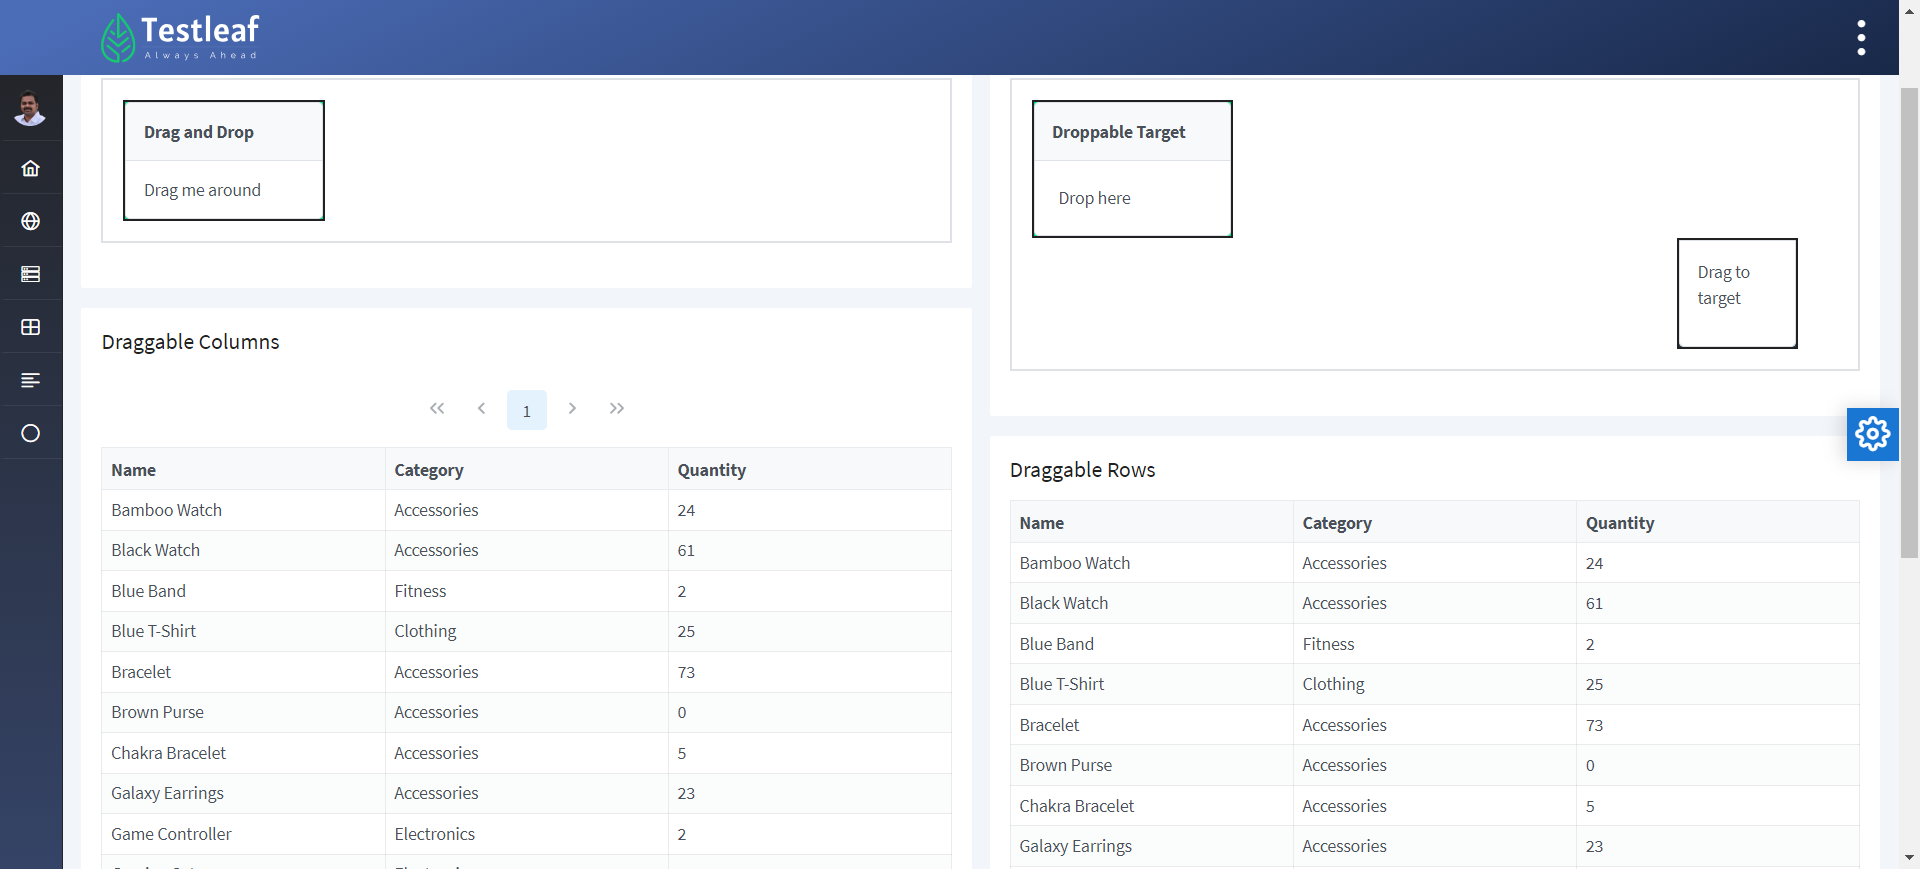 Testleaf
Always Ahead
Drag and Drop
Drag me around
Droppable Target
Drop here
Drag to
target
Draggable Columns
1
Name Category Quantity
Bamboo Watch Accessories 24
Black Watch Accessories 61
Blue Band Fitness 2
Blue T-Shirt Clothing 25
Bracelet Accessories 73
Brown Purse Accessories 0
Chakra Bracelet Accessories 5
Galaxy Earrings Accessories 23
Game Controller Electronics 2
Draggable Rows
Name Category Quantity
Bamboo Watch Accessories 24
Black Watch Accessories 61
Blue Band Fitness 2
Blue T-Shirt Clothing 25
Bracelet Accessories 73
Brown Purse Accessories 0
Chakra Bracelet Accessories 5
Galaxy Earrings Accessories 23